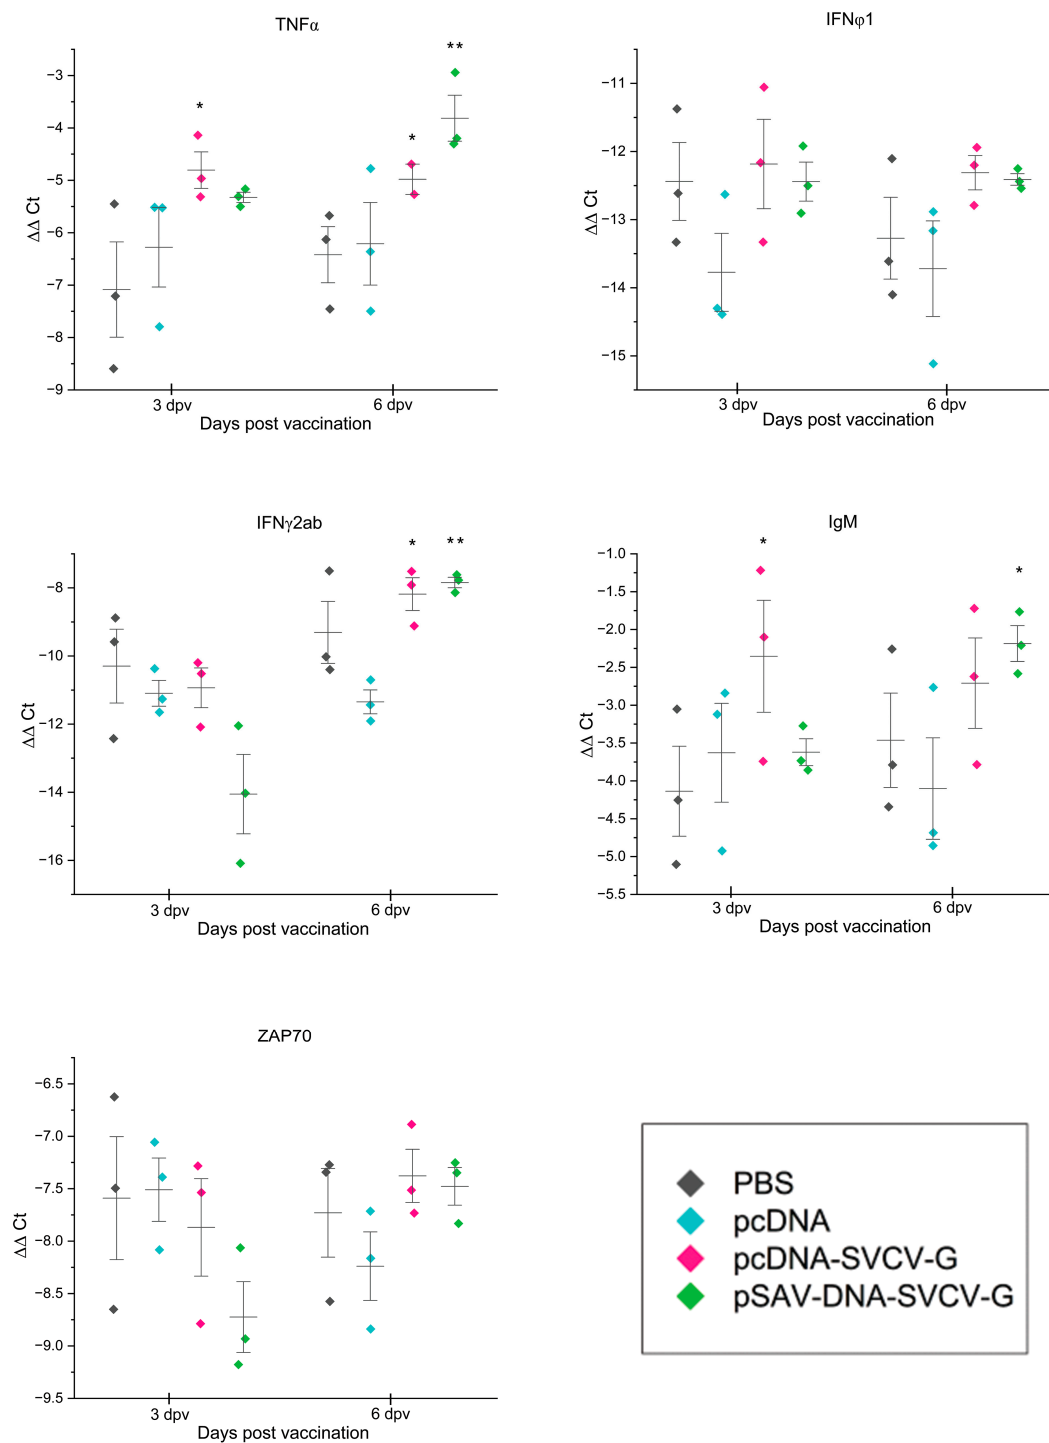 TNFα
**
*
*
−3
−4
−5
−6
−7
−8
−9
ΔΔ Ct
3 dpv
6 dpv
Days post vaccination
IFNφ1
−11
−12
−13
−14
−15
ΔΔ Ct
3 dpv
6 dpv
Days post vaccination
IFNγ2ab
*
**
−8
−10
−12
−14
−16
ΔΔ Ct
3 dpv
6 dpv
Days post vaccination
IgM
*
*
−1.0
−1.5
−2.0
−2.5
−3.0
−3.5
−4.0
−4.5
−5.0
−5.5
ΔΔ Ct
3 dpv
6 dpv
Days post vaccination
ZAP70
−6.5
−7.0
−7.5
−8.0
−8.5
−9.0
−9.5
ΔΔ Ct
3 dpv
6 dpv
Days post vaccination
PBS
pcDNA
pcDNA-SVCV-G
pSAV-DNA-SVCV-G